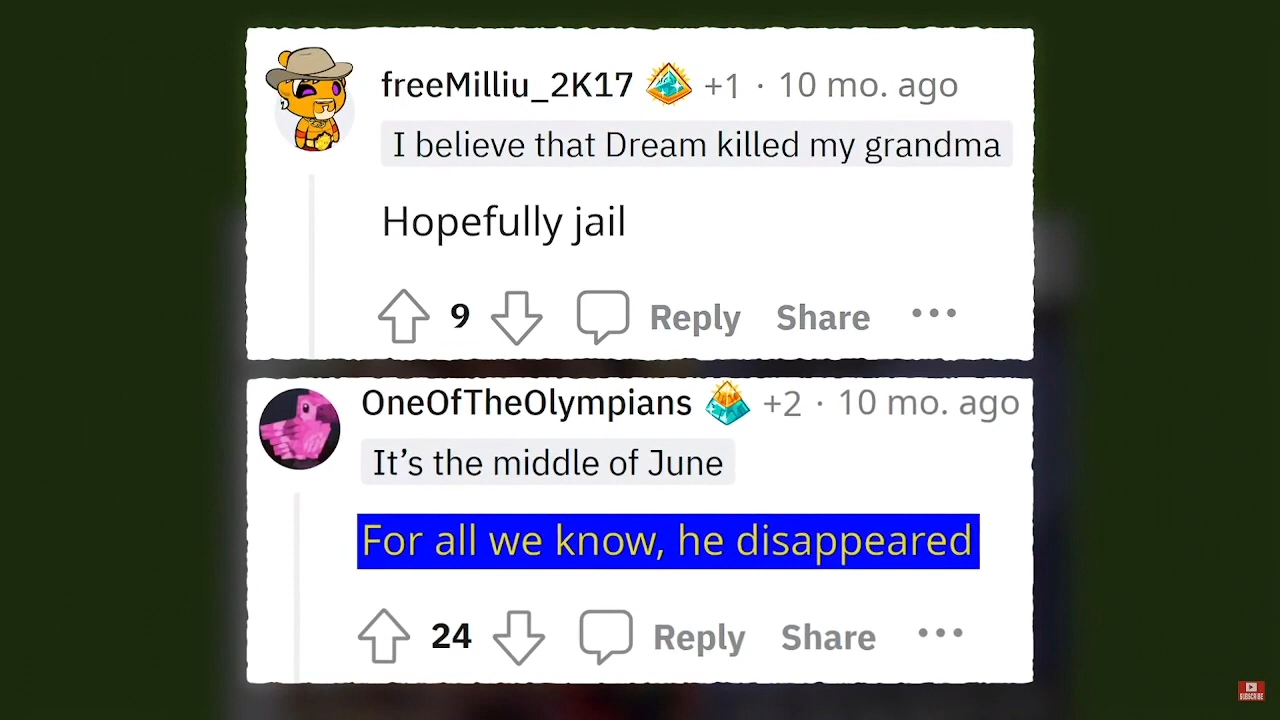 freeMilliu_2K17 +1 · 10 mo. ago
I believe that Dream killed my grandma
Hopefully jail
9 Reply Share ...
OneOfTheOlympians +2 · 10 mo. ago
It’s the middle of June
For all we know, he disappeared
24 Reply Share ...
SUBSCRIBE